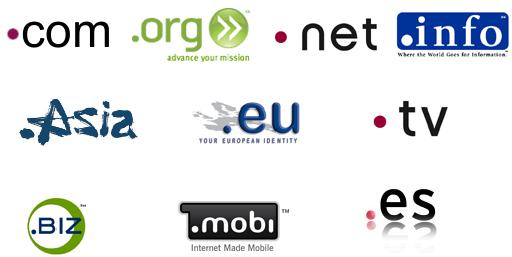 .com
.org
advance your mission
.net
.info
Where the World Goes for Information.
.Asia
.eu
YOUR EUROPEAN IDENTITY
.tv
.BIZ
.mobi ™
Internet Made Mobile
.es